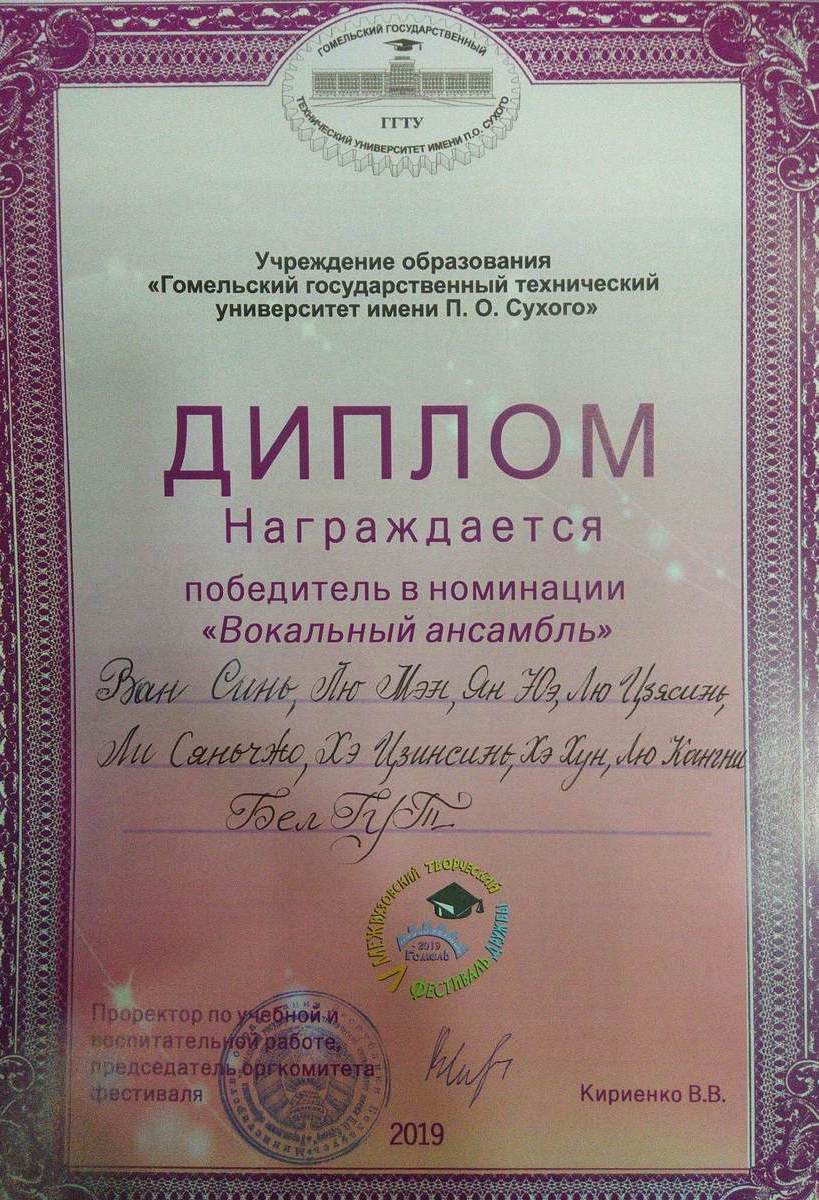 ГОМЕЛЬСКИЙ ГОСУДАРСТВЕННЫЙ
ГГТУ
ТЕХНИЧЕСКИЙ УНИВЕРСИТЕТ ИМЕНИ П.О. СУХОГО
Учреждение образования
«Гомельский государственный технический
университет имени П. О. Сухого»
ДИПЛОМ
Награждается
победитель в номинации
«Вокальный ансамбль»
Ван Синь, Лю Мэн, Ян Юэ, Лю Цзясинь,
Ли Сяньчжо, Хэ Цзинсинь, Хэ Хун, Лю Кангни
БелГУТ
V МЕЖВУЗОВСКИЙ ТВОРЧЕСКИЙ
ФЕСТИВАЛЬ ДРУЖБЫ
- 2019
Гомель
Проректор по учебной и
воспитательной работе,
председатель оргкомитета
фестиваля
Кириенко В.В.
2019